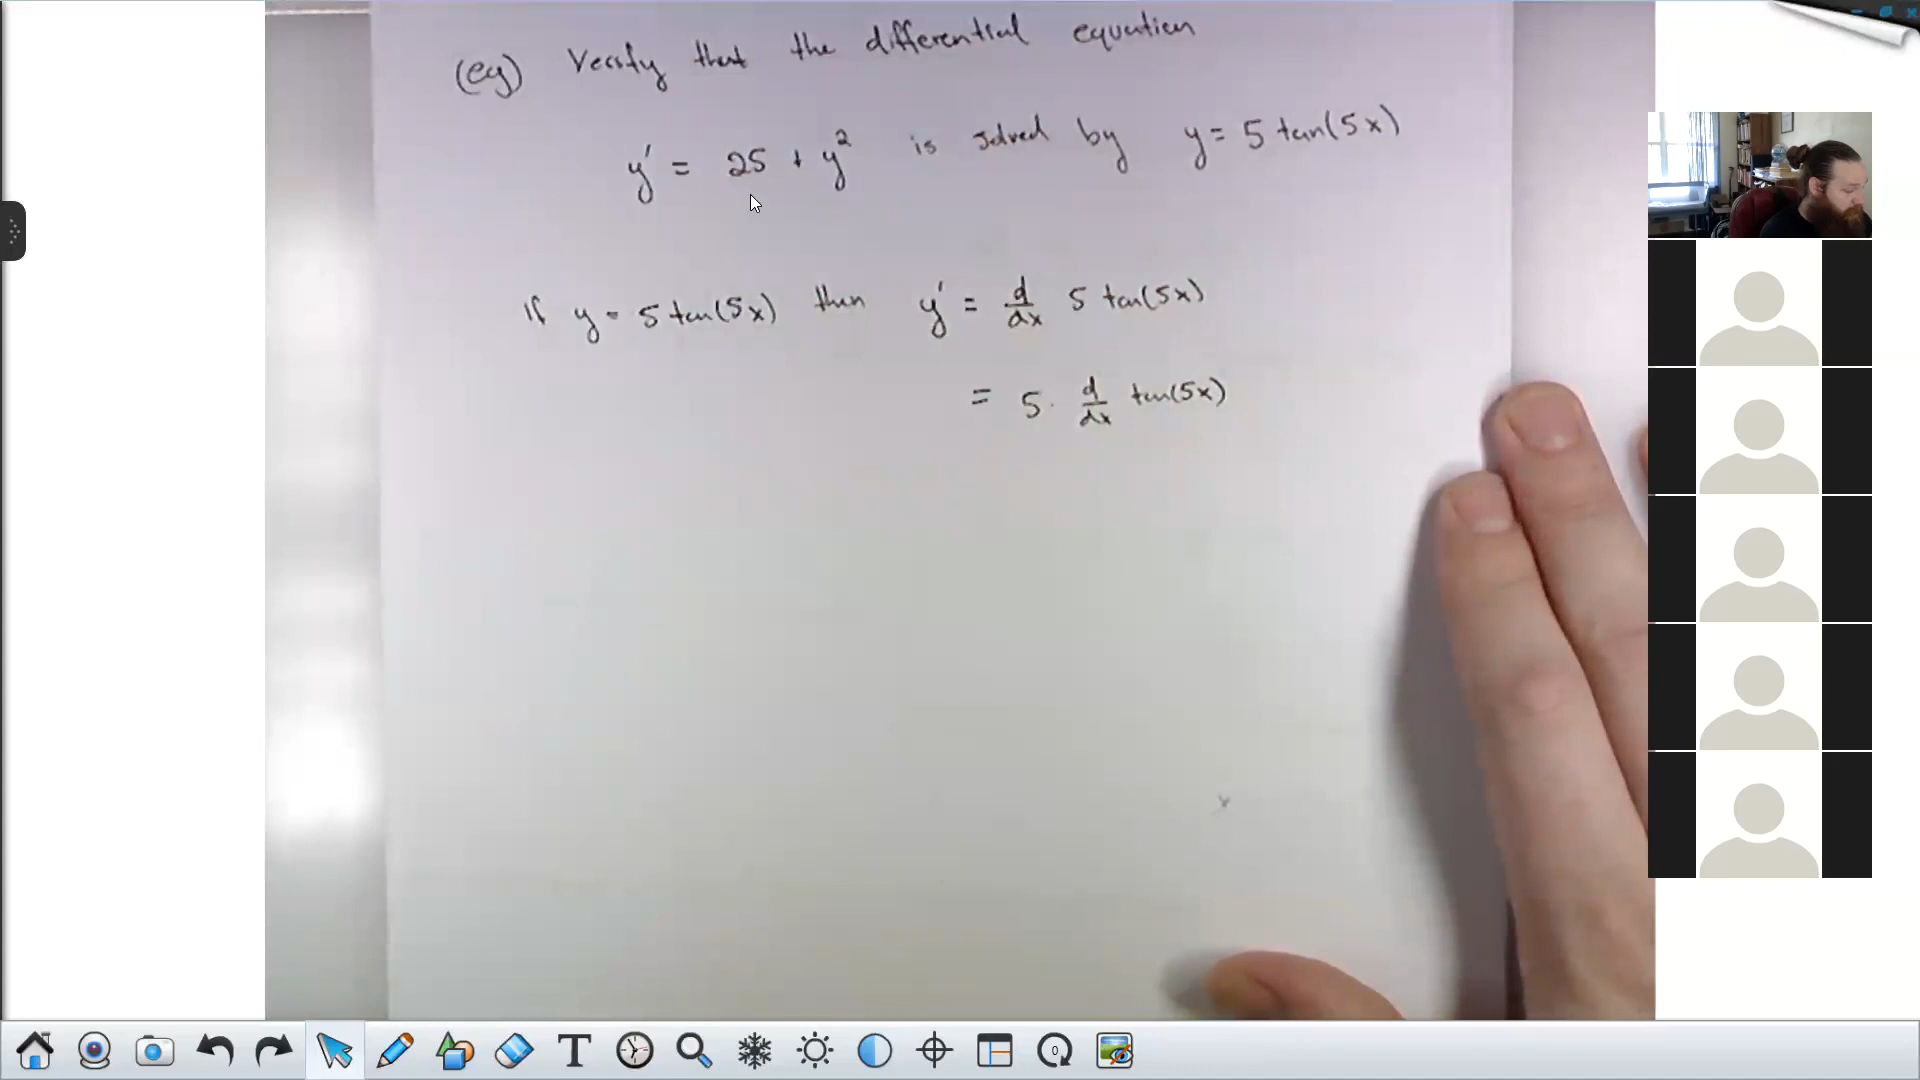 (eg) Verify that the differential equation
y' = 25 + y² is solved by y = 5 tan(5x)
If y = 5 tan(5x) then y' = d/dx 5 tan(5x)
= 5 · d/dx tan(5x)
x
T
0